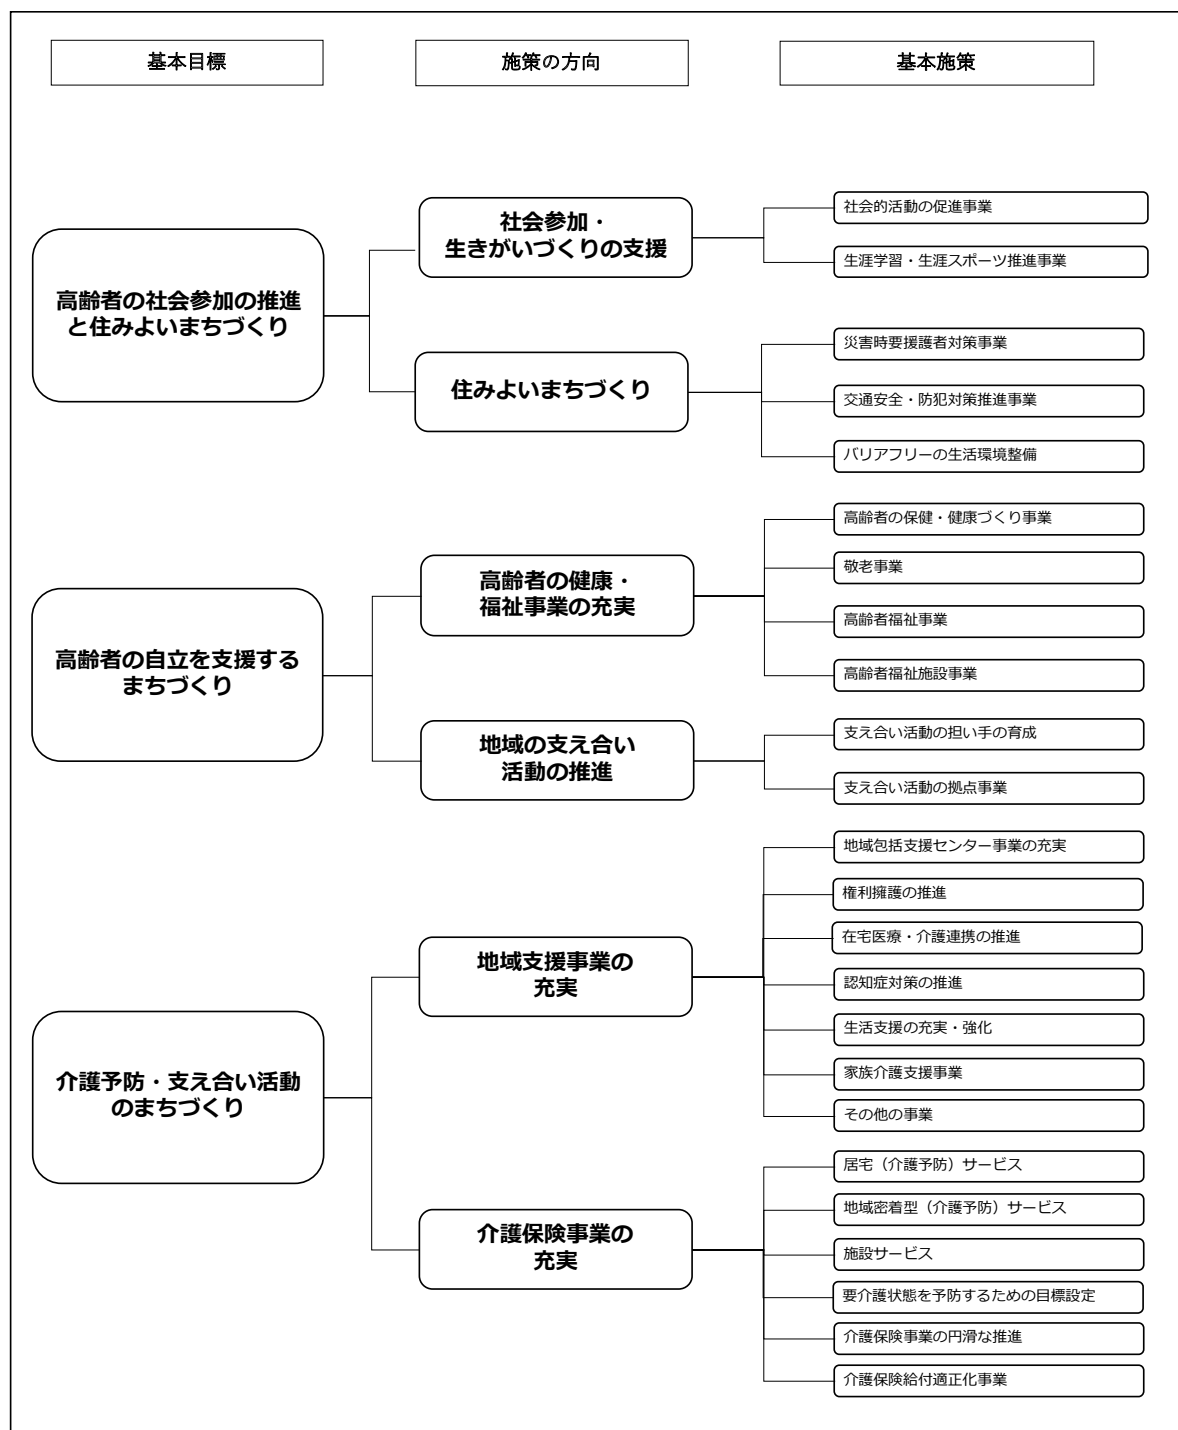 基本目標
施策の方向
基本施策
高齢者の社会参加の推進
と住みよいまちづくり
社会参加・
生きがいづくりの支援
社会的活動の促進事業
生涯学習・生涯スポーツ推進事業
住みよいまちづくり
災害時要援護者対策事業
交通安全・防犯対策推進事業
バリアフリーの生活環境整備
高齢者の自立を支援する
まちづくり
高齢者の健康・
福祉事業の充実
高齢者の保健・健康づくり事業
敬老事業
高齢者福祉事業
高齢者福祉施設事業
地域の支え合い
活動の推進
支え合い活動の担い手の育成
支え合い活動の拠点事業
介護予防・支え合い活動
のまちづくり
地域支援事業の
充実
地域包括支援センター事業の充実
権利擁護の推進
在宅医療・介護連携の推進
認知症対策の推進
生活支援の充実・強化
家族介護支援事業
その他の事業
介護保険事業の
充実
居宅（介護予防）サービス
地域密着型（介護予防）サービス
施設サービス
要介護状態を予防するための目標設定
介護保険事業の円滑な推進
介護保険給付適正化事業